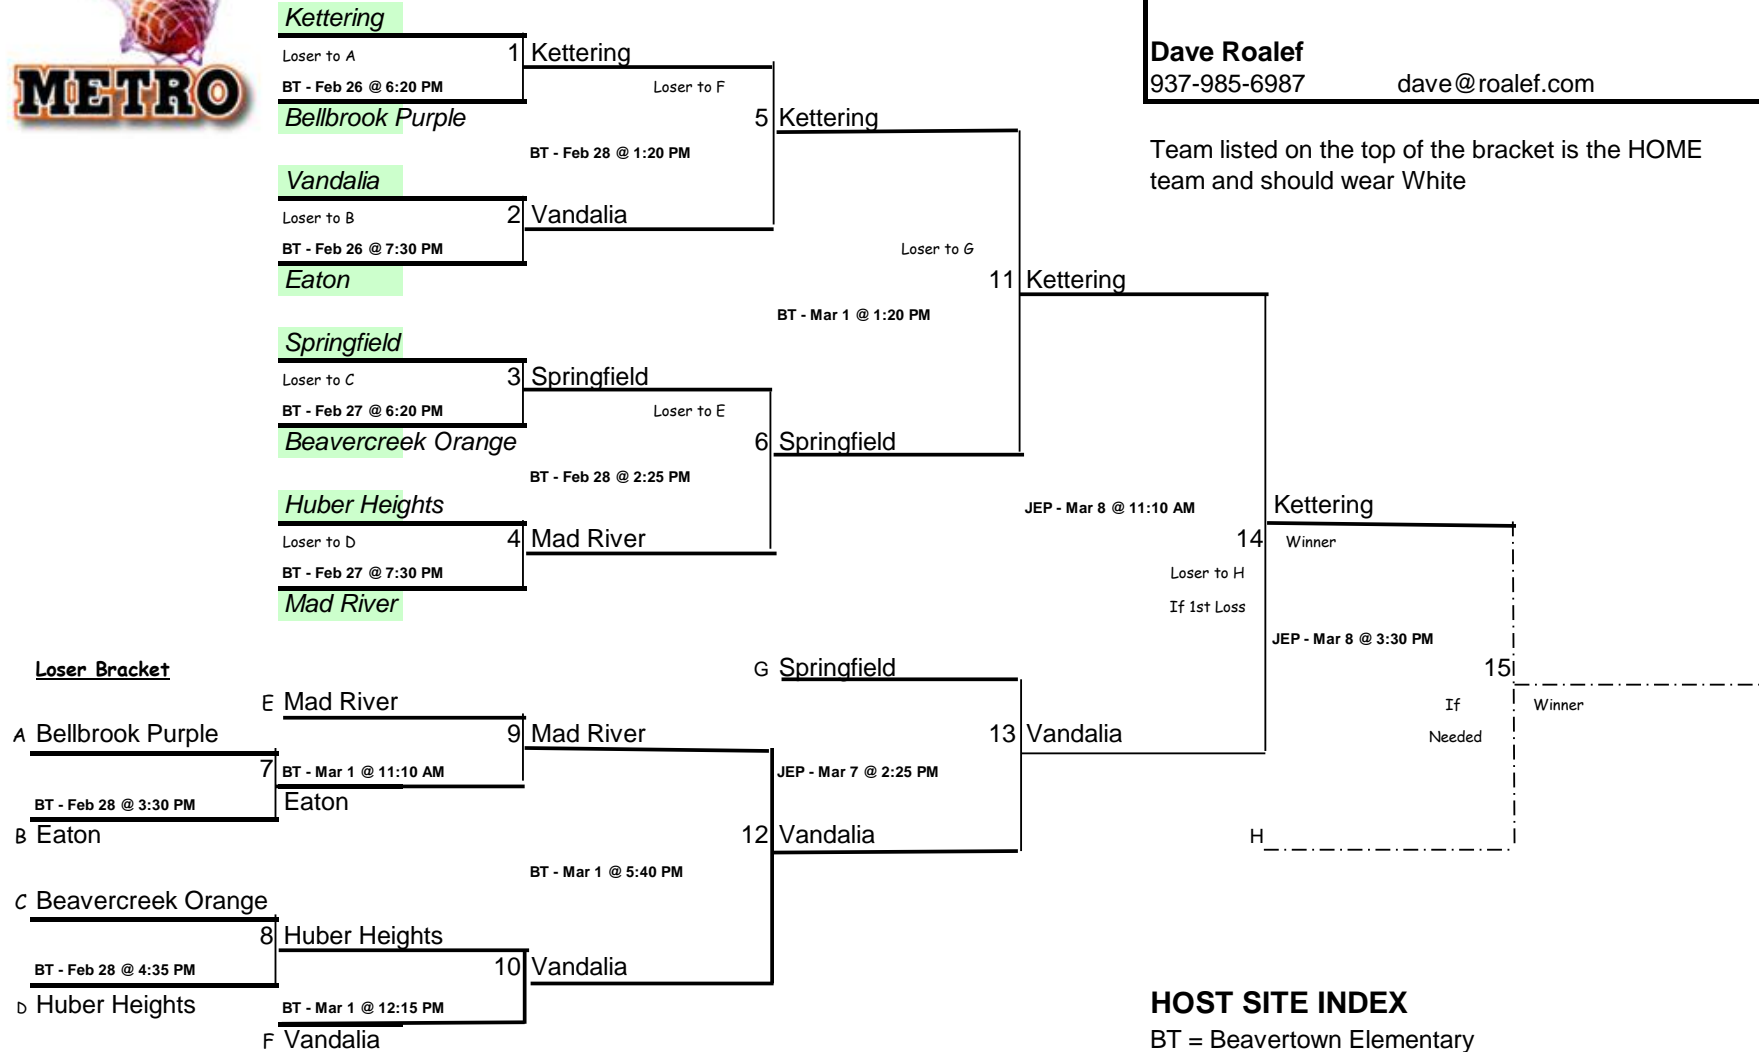 METRO
Kettering
Loser to A
1
Kettering
BT - Feb 26 @ 6:20 PM
Loser to F
Bellbrook Purple
5
Kettering
BT - Feb 28 @ 1:20 PM
Vandalia
Loser to B
2
Vandalia
BT - Feb 26 @ 7:30 PM
Loser to G
Eaton
11
Kettering
BT - Mar 1 @ 1:20 PM
Springfield
Loser to C
3
Springfield
BT - Feb 27 @ 6:20 PM
Loser to E
Beavercreek Orange
6
Springfield
BT - Feb 28 @ 2:25 PM
Huber Heights
JEP - Mar 8 @ 11:10 AM
Kettering
Loser to D
4
Mad River
14
Winner
BT - Feb 27 @ 7:30 PM
Loser to H
Mad River
If 1st Loss
JEP - Mar 8 @ 3:30 PM
Dave Roalef
937-985-6987 dave@roalef.com
Team listed on the top of the bracket is the HOME
team and should wear White
Loser Bracket
G Springfield
15
E Mad River
If
Needed
Winner
A Bellbrook Purple
9
Mad River
13
Vandalia
7
BT - Mar 1 @ 11:10 AM
JEP - Mar 7 @ 2:25 PM
BT - Feb 28 @ 3:30 PM
Eaton
B Eaton
12
Vandalia
H
BT - Mar 1 @ 5:40 PM
C Beavercreek Orange
8
Huber Heights
BT - Feb 28 @ 4:35 PM
10
Vandalia
D Huber Heights
BT - Mar 1 @ 12:15 PM
F Vandalia
HOST SITE INDEX
BT = Beavertown Elementary